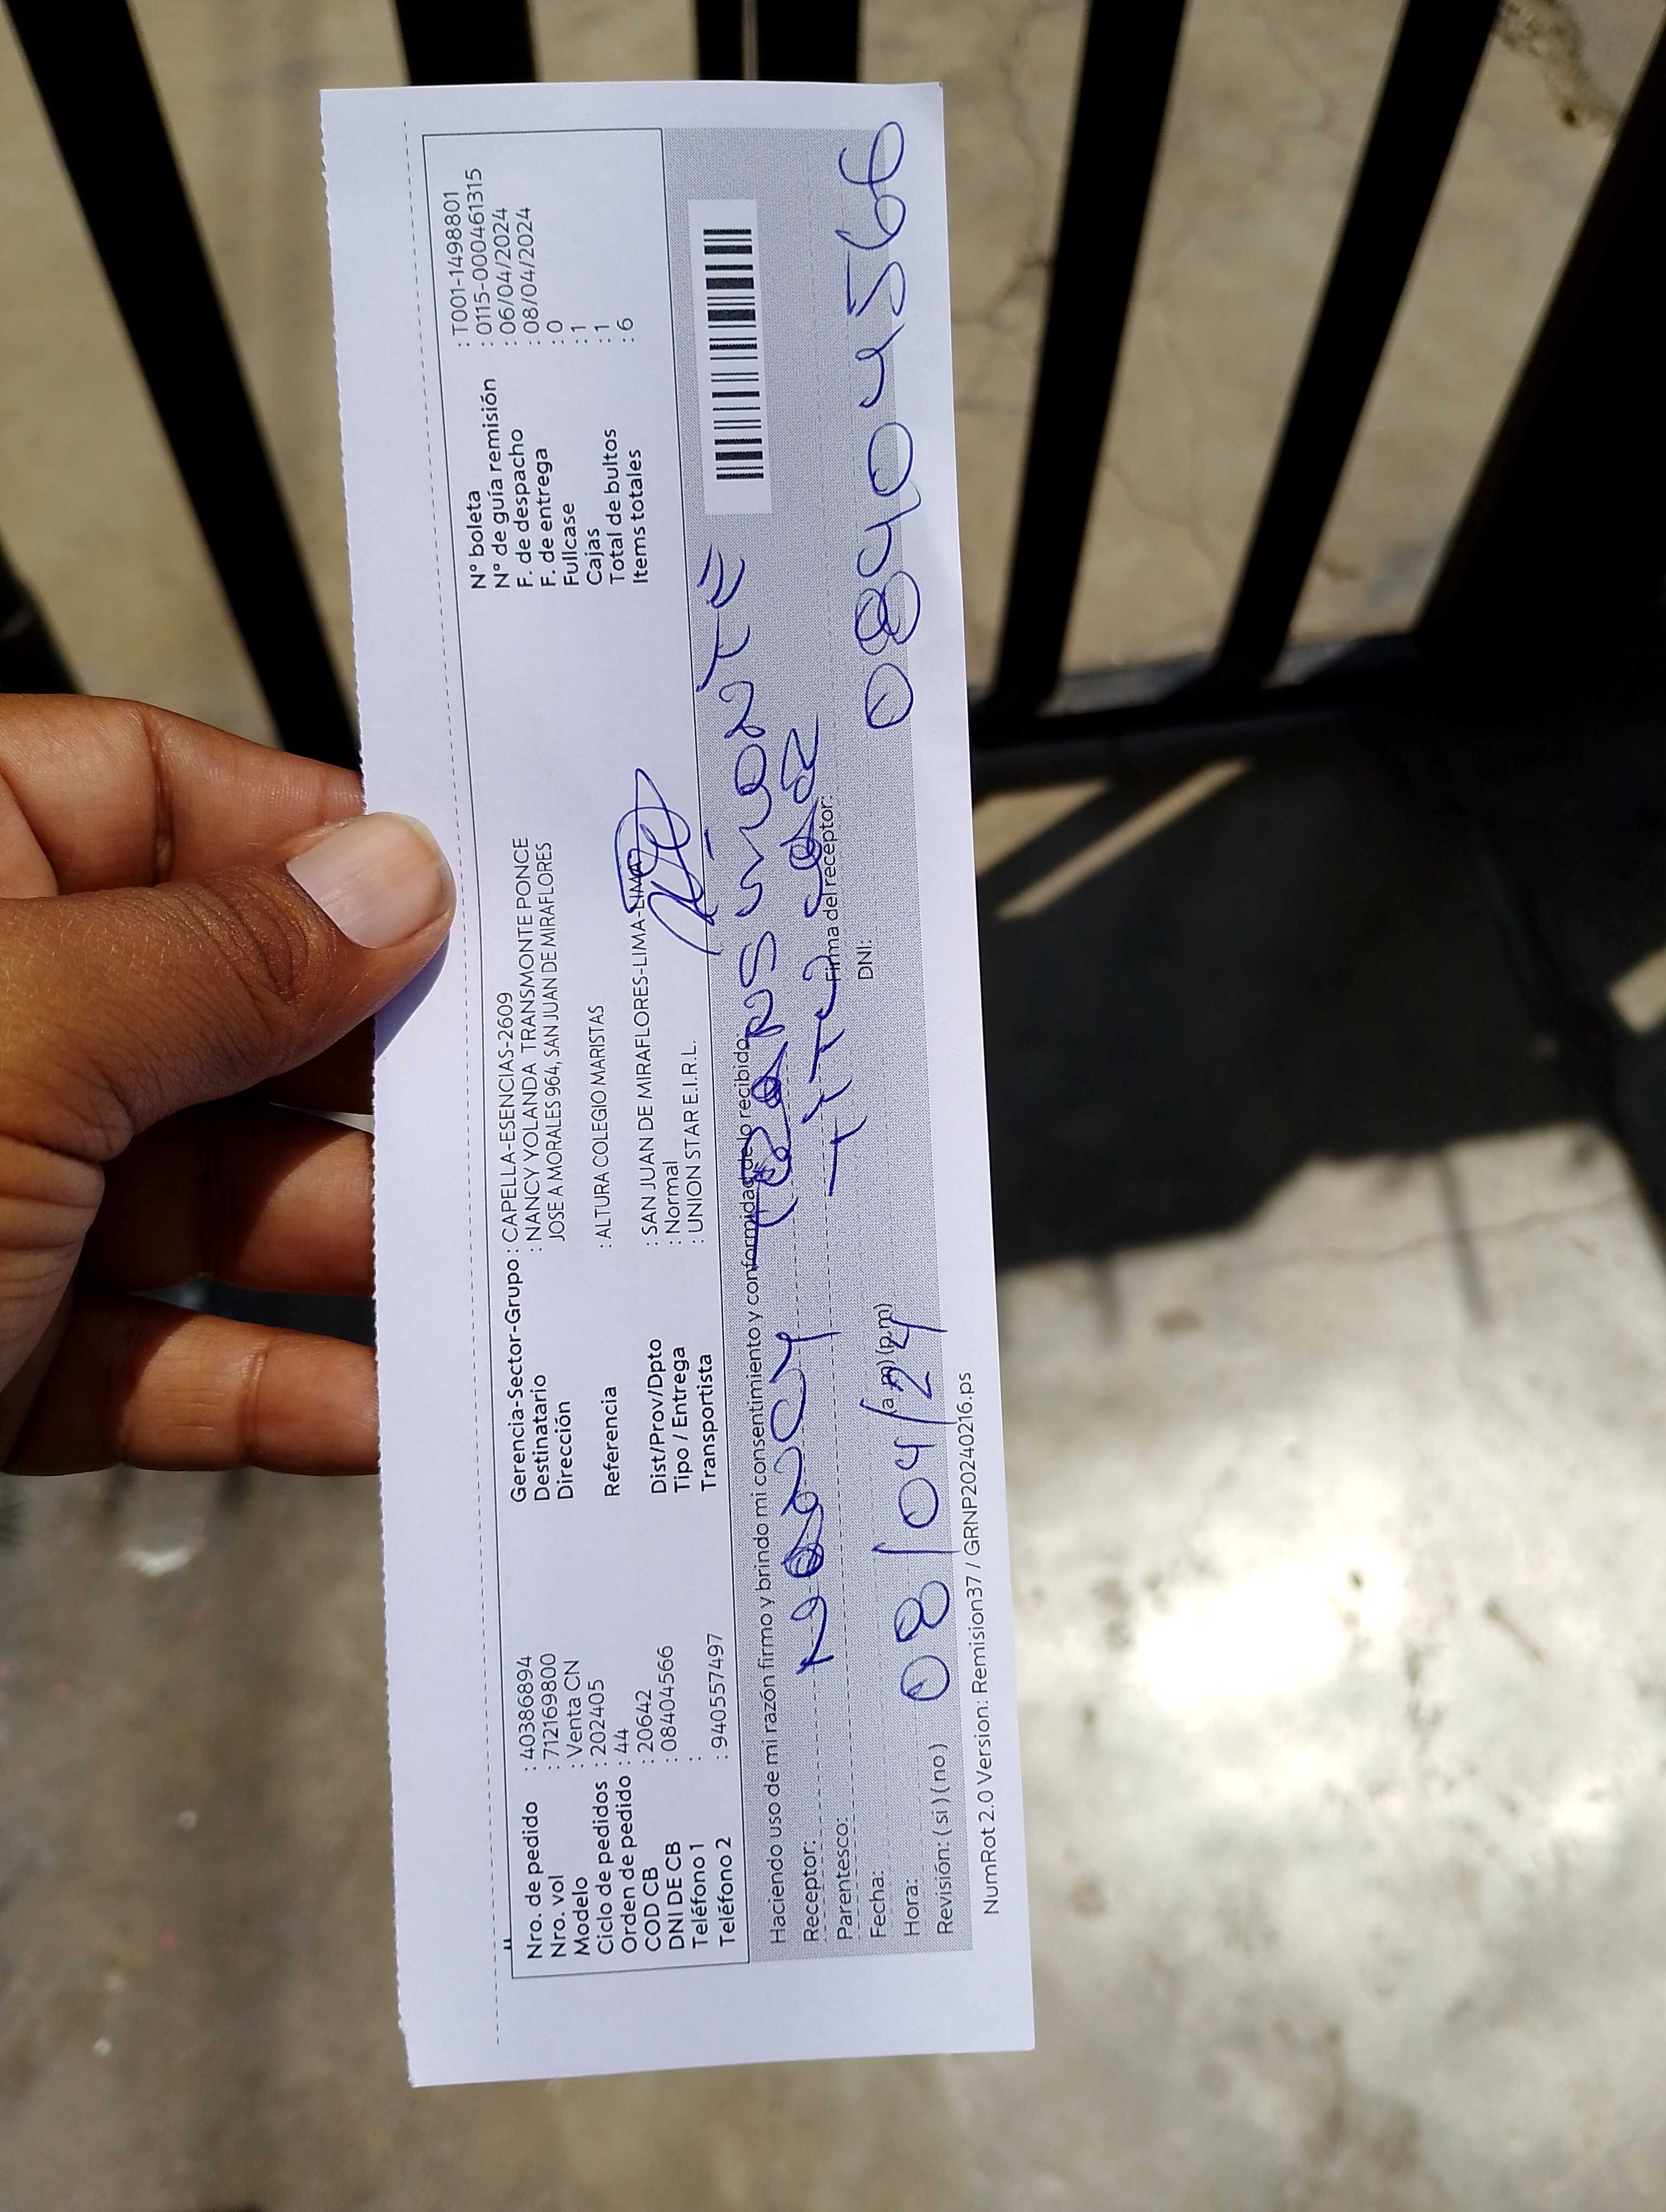 Nro. de pedido : 40386894
Nro. vol : 712169800
Modelo : Venta CN
Ciclo de pedidos : 202405
Orden de pedido : 44
COD CB : 20642
DNI DE CB : 08404566
Teléfono 1 :
Teléfono 2 : 940557497
Gerencia-Sector-Grupo : CAPELLA-ESENCIAS-2609
Destinatario : NANCY YOLANDA TRANSMONTE PONCE
Dirección JOSE A MORALES 964, SAN JUAN DE MIRAFLORES
Referencia : ALTURA COLEGIO MARISTAS
Dist/Prov/Dpto : SAN JUAN DE MIRAFLORES-LIMA-LIMA
Tipo / Entrega : Normal
Transportista : UNION STAR E.I.R.L.
N° boleta : T001-1498801
N° de guía remisión : 0115-000461315
F. de despacho : 06/04/2024
F. de entrega : 08/04/2024
Fullcase : 0
Cajas : 1
Total de bultos : 1
Items totales : 6
Haciendo uso de mi razón firmo y brindo mi consentimiento y conformidad de lo recibido.
Receptor: Nancy Transmonte
Parentesco: Titular
Firma del receptor:
Fecha: 08/04/24
DNI: 08404566
Hora: (a.m) (p.m)
Revisión: ( si ) ( no )
NumRot 2.0 Version: Remision37 / GRNP20240216.ps